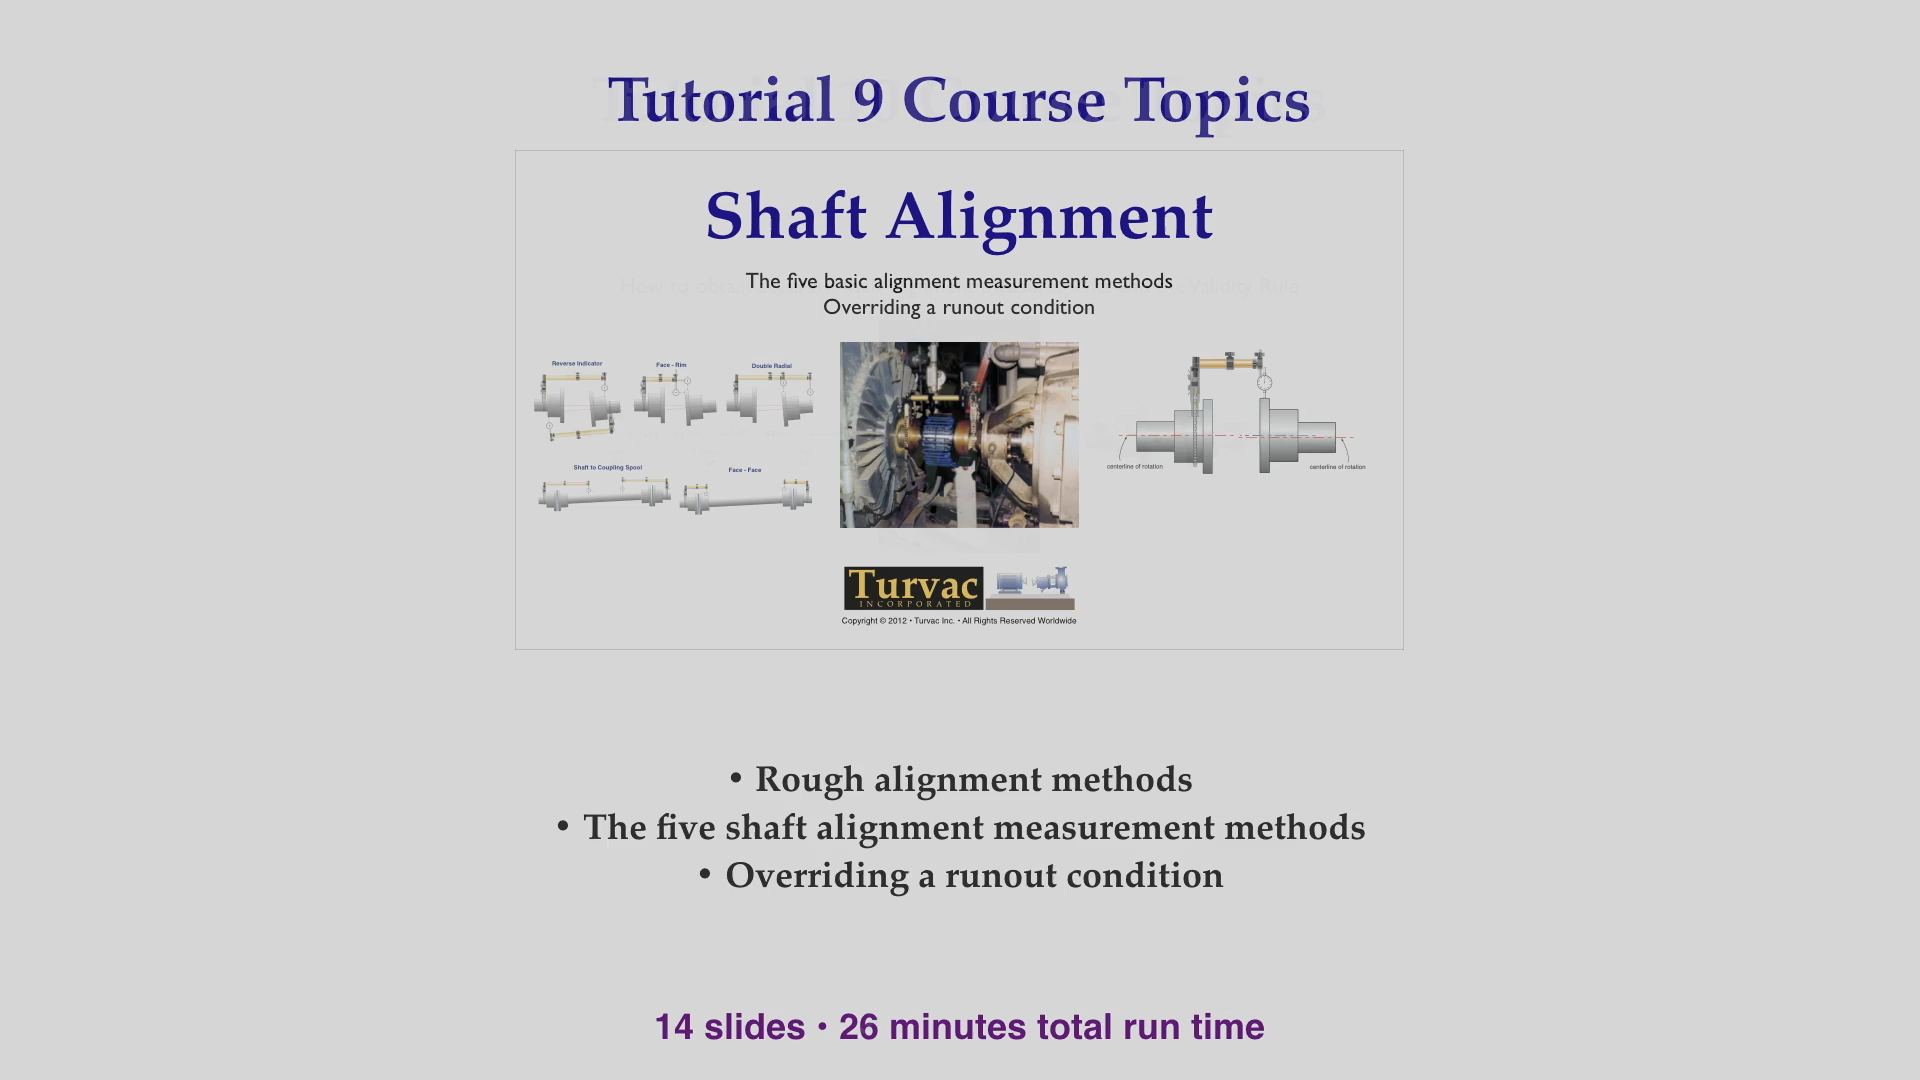 Tutorial 9 Course Topics
Shaft Alignment
The five basic alignment measurement methods
Overriding a runout condition
Reverse Indicator
Face - Rim
Double Radial
Shaft to Coupling Spool
Face - Face
centerline of rotation
centerline of rotation
Turvac
INCORPORATED
Copyright © 2012 • Turvac Inc. • All Rights Reserved Worldwide
• Rough alignment methods
• The five shaft alignment measurement methods
• Overriding a runout condition
14 slides • 26 minutes total run time